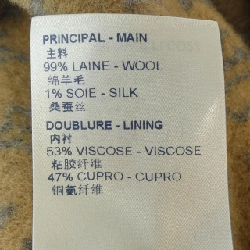 PRINCIPAL - MAIN
主料
99% LAINE - WOOL
绵羊毛
1% SOIE - SILK
桑蚕丝
DOUBLURE - LINING
内衬
53% VISCOSE - VISCOSE
粘胶纤维
47% CUPRO - CUPRO
铜氨纤维